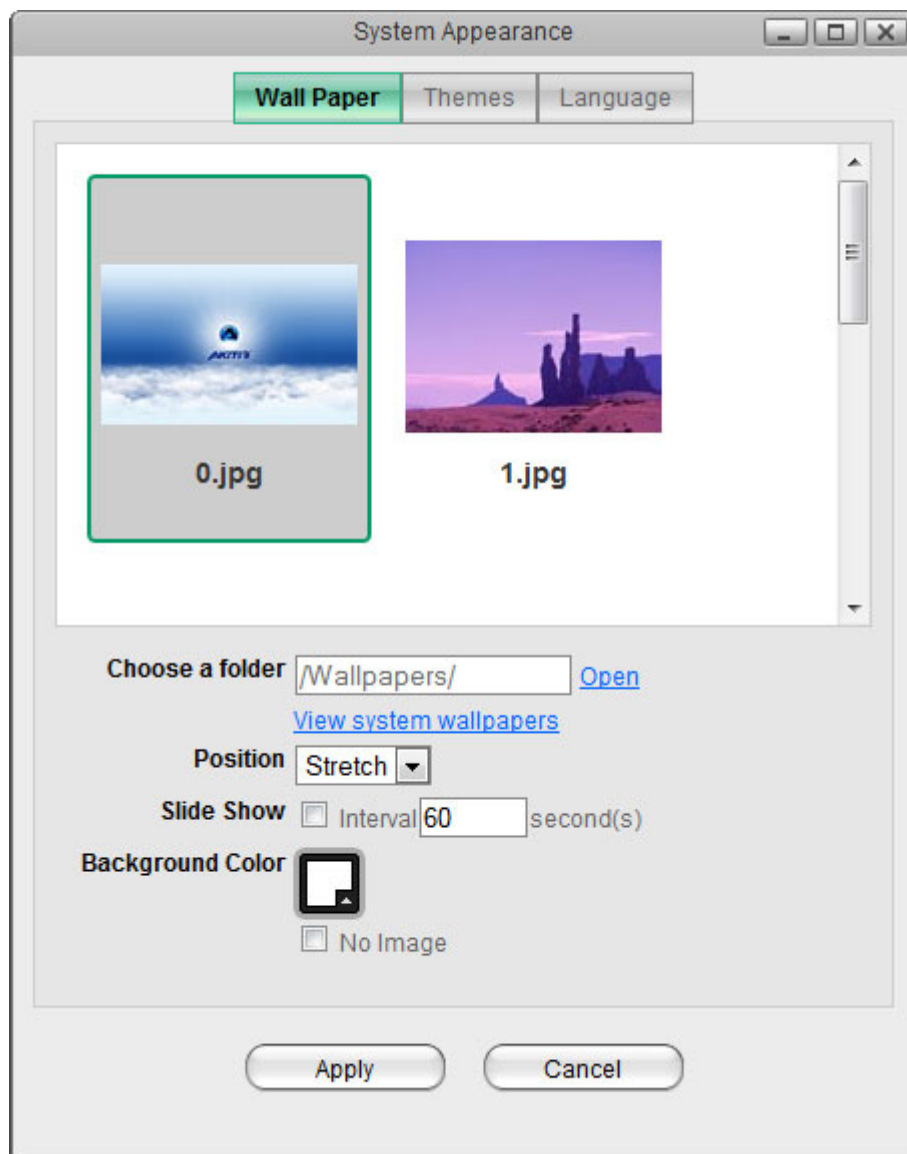 System Appearance
Wall Paper Themes Language
AKiTiO
0.jpg 1.jpg
Choose a folder /Wallpapers/ Open
View system wallpapers
Position Stretch
Slide Show Interval 60 second(s)
Background Color
No Image
Apply Cancel